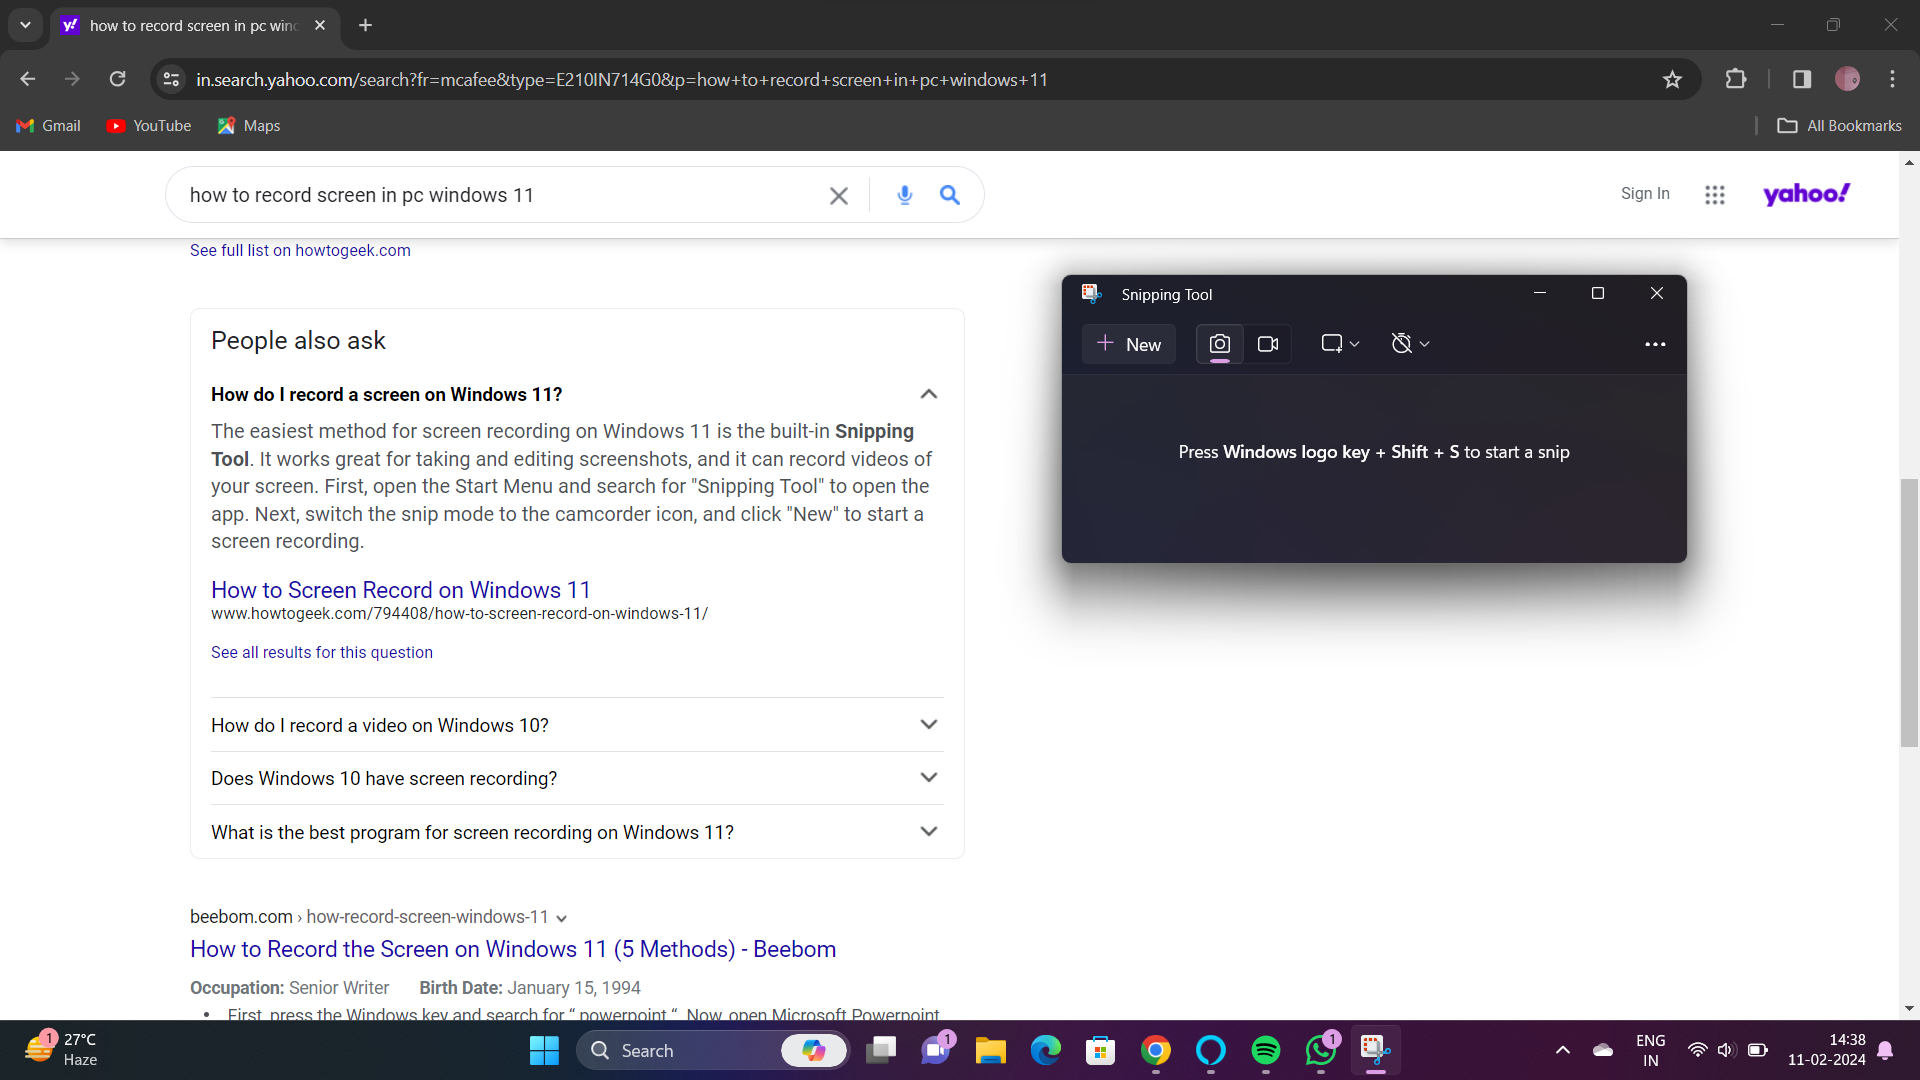 how to record screen in pc wind
in.search.yahoo.com/search?fr=mcafee&type=E210IN714G0&p=how+to+record+screen+in+pc+windows+11
Gmail YouTube Maps All Bookmarks
how to record screen in pc windows 11
Sign In
yahoo!
See full list on howtogeek.com
People also ask
How do I record a screen on Windows 11?
The easiest method for screen recording on Windows 11 is the built-in Snipping
Tool. It works great for taking and editing screenshots, and it can record videos of
your screen. First, open the Start Menu and search for "Snipping Tool" to open the
app. Next, switch the snip mode to the camcorder icon, and click "New" to start a
screen recording.
How to Screen Record on Windows 11
www.howtogeek.com/794408/how-to-screen-record-on-windows-11/
See all results for this question
How do I record a video on Windows 10?
Does Windows 10 have screen recording?
What is the best program for screen recording on Windows 11?
beebom.com › how-record-screen-windows-11
How to Record the Screen on Windows 11 (5 Methods) - Beebom
Occupation: Senior Writer Birth Date: January 15, 1994
• First, press the Windows key and search for “ powerpoint “. Now, open Microsoft Powerpoint
Snipping Tool
New
Press Windows logo key + Shift + S to start a snip
1
27°C
Haze
Search
1
1
ENG
IN
14:38
11-02-2024